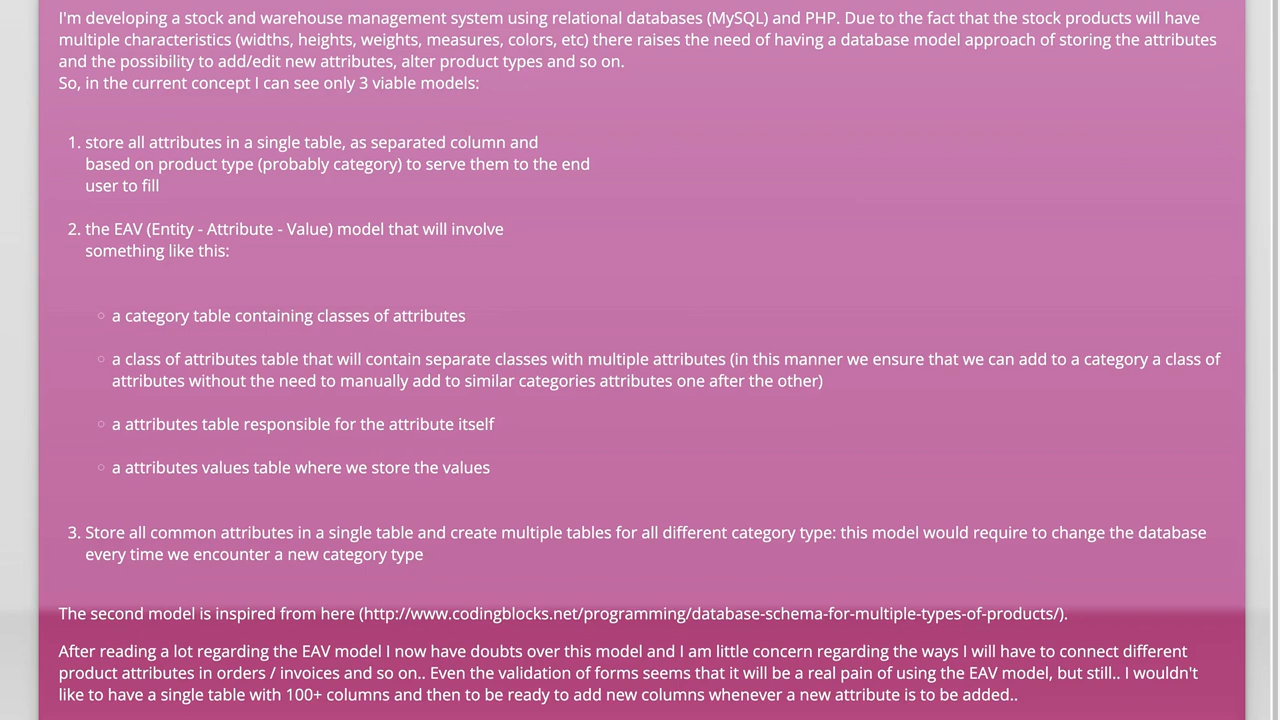 I'm developing a stock and warehouse management system using relational databases (MySQL) and PHP. Due to the fact that the stock products will have
multiple characteristics (widths, heights, weights, measures, colors, etc) there raises the need of having a database model approach of storing the attributes
and the possibility to add/edit new attributes, alter product types and so on.
So, in the current concept I can see only 3 viable models:
1. store all attributes in a single table, as separated column and
based on product type (probably category) to serve them to the end
user to fill
2. the EAV (Entity - Attribute - Value) model that will involve
something like this:
○ a category table containing classes of attributes
○ a class of attributes table that will contain separate classes with multiple attributes (in this manner we ensure that we can add to a category a class of
attributes without the need to manually add to similar categories attributes one after the other)
○ a attributes table responsible for the attribute itself
○ a attributes values table where we store the values
3. Store all common attributes in a single table and create multiple tables for all different category type: this model would require to change the database
every time we encounter a new category type
The second model is inspired from here (http://www.codingblocks.net/programming/database-schema-for-multiple-types-of-products/).
After reading a lot regarding the EAV model I now have doubts over this model and I am little concern regarding the ways I will have to connect different
product attributes in orders / invoices and so on.. Even the validation of forms seems that it will be a real pain of using the EAV model, but still.. I wouldn't
like to have a single table with 100+ columns and then to be ready to add new columns whenever a new attribute is to be added..